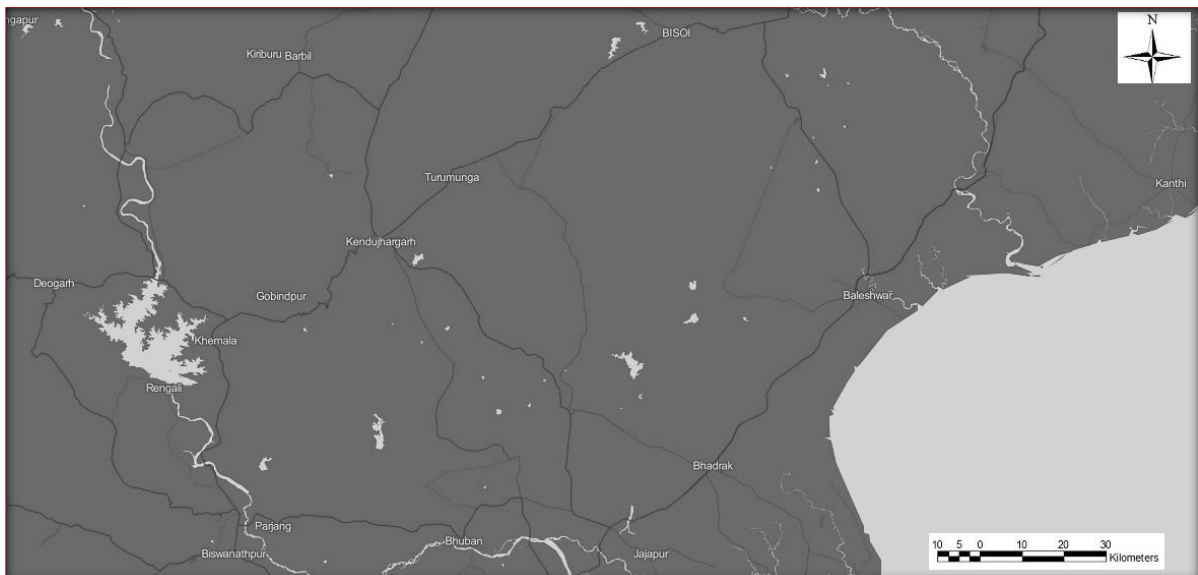 ngapur
BISOI
N
Kiriburu Barbil
Turumunga
Kanthi
Kendujhargarh
Deogarh
Gobindpur
Baleshwar
Khemala
Rengali
Bhadrak
Parjang
Bhuban
Biswanathpur
Jajapur
10 5 0 10 20 30
Kilometers